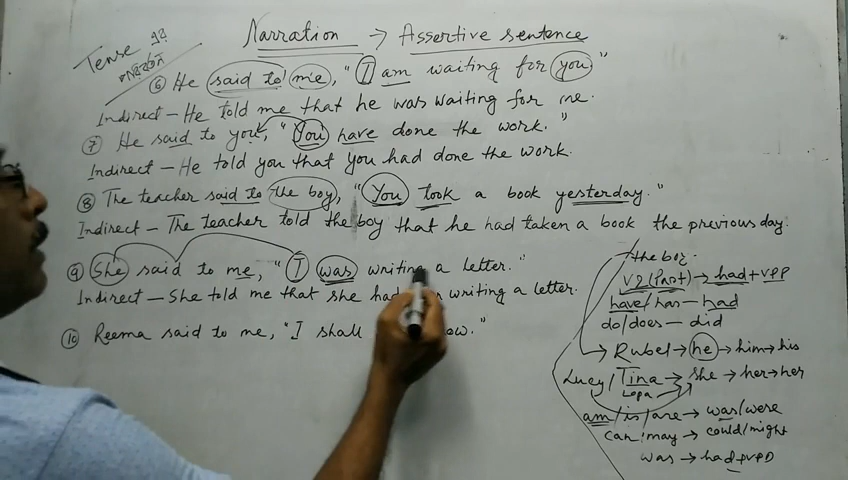 Narration → Assertive sentence
Tense এর
⑥ He said to me, "I am waiting for you"
Indirect - He told me that he was waiting for me.
⑦ He said to you, "You have done the work."
Indirect - He told you that you had done the work.
⑧ The teacher said to the boy, "You took a book yesterday."
Indirect - The teacher told the boy that he had taken a book the previous day.
⑨ She said to me, "I was writing a letter."
Indirect - She told me that she had writing a letter.
⑩ Reema said to me, "I shall
the boy.
V2 (Past) → had + VPP
have/has - had
do/does - did
Rubel → he → him → his
Lucy/Tina → she → her → her
Lopa
am/is/are → was/were
can/may → could/might
was → had